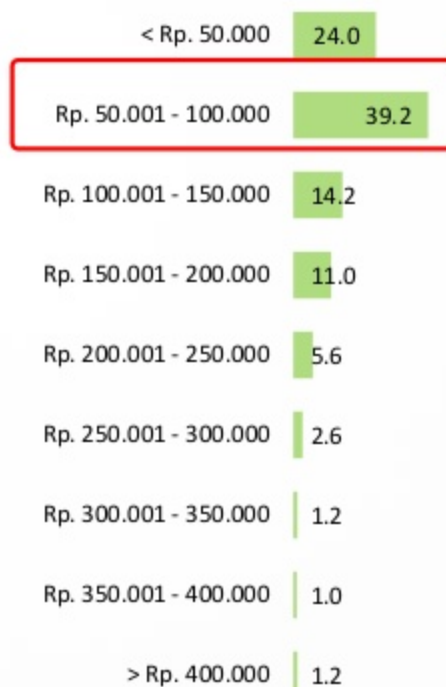 < Rp. 50.000 24.0
Rp. 50.001 - 100.000 39.2
Rp. 100.001 - 150.000 14.2
Rp. 150.001 - 200.000 11.0
Rp. 200.001 - 250.000 5.6
Rp. 250.001 - 300.000 2.6
Rp. 300.001 - 350.000 1.2
Rp. 350.001 - 400.000 1.0
> Rp. 400.000 1.2